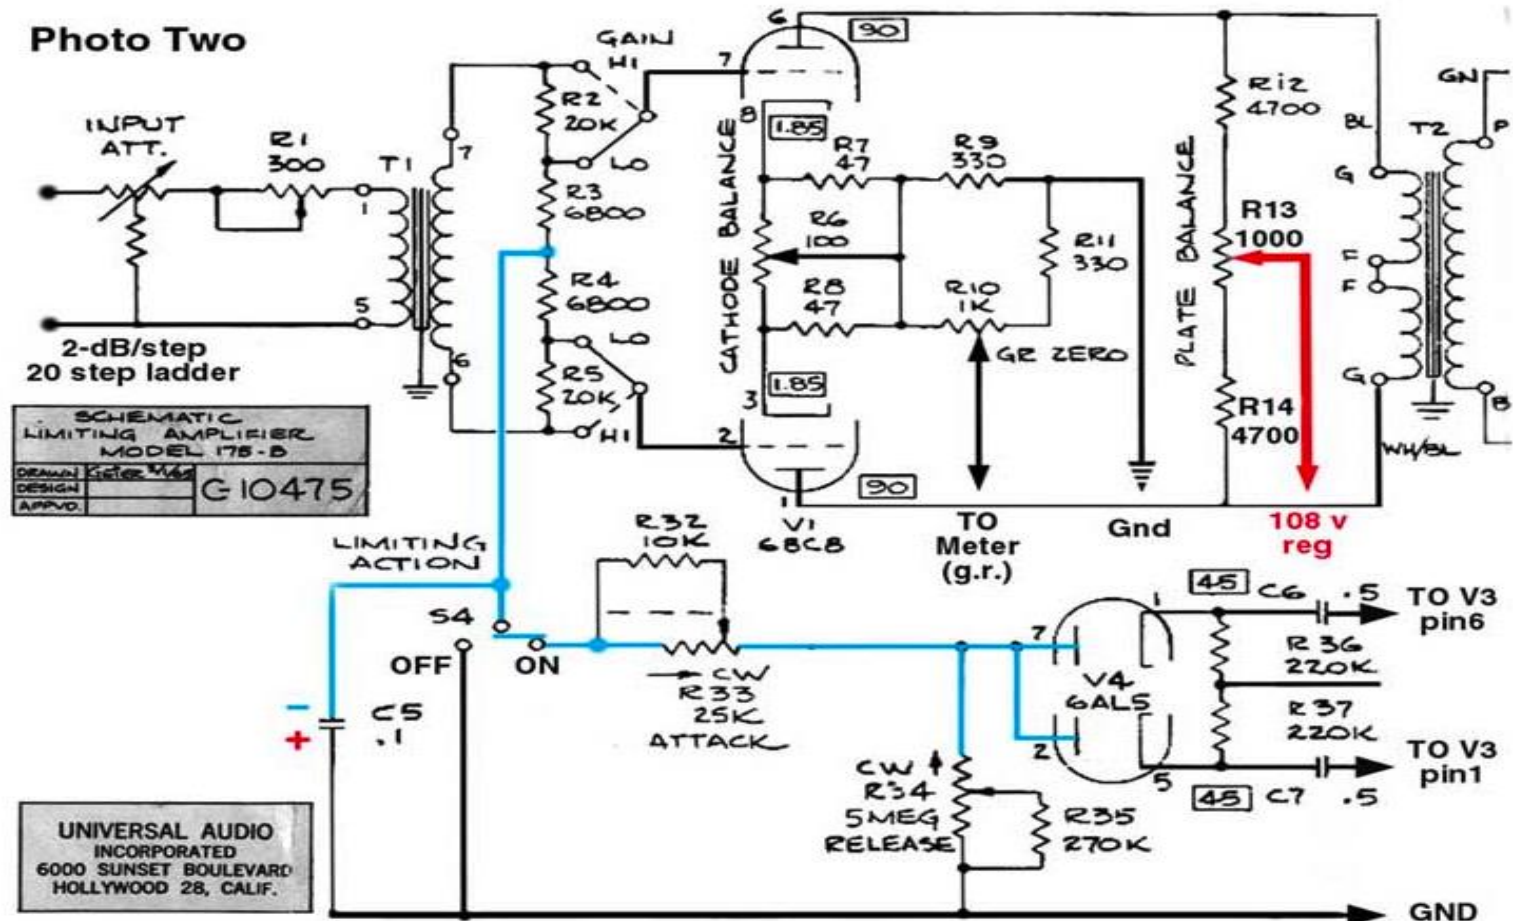 Photo Two
INPUT
ATT.
R1
300
T1
1
5
7
6
2-dB/step
20 step ladder
GAIN
HI
R2
20K
LO
R3
6800
R4
6800
LO
R5
20K
HI
6
90
7
8
1.85
CATHODE BALANCE
R7
47
R9
330
R6
100
R11
330
R8
47
R10
1K
GR ZERO
1.85
3
2
90
1
V1
6BC8
TO
Meter
(g.r.)
Gnd
PLATE BALANCE
R12
4700
R13
1000
R14
4700
108 v
reg
BL
T2
GN
P
G
F
F
G
B
WH/BL
SCHEMATIC
LIMITING AMPLIFIER
MODEL 175-B
DRAWN Geier
DESIGN
APPVD.
C-10475
LIMITING
ACTION
S4
OFF
ON
R32
10K
CW
R33
25K
ATTACK
-
+
C5
.1
7
2
V4
6AL5
1
5
45
C6
.5
TO V3
pin6
R36
220K
R37
220K
45
C7
.5
TO V3
pin1
CW
R34
5MEG
RELEASE
R35
270K
GND
UNIVERSAL AUDIO
INCORPORATED
6000 SUNSET BOULEVARD
HOLLYWOOD 28, CALIF.